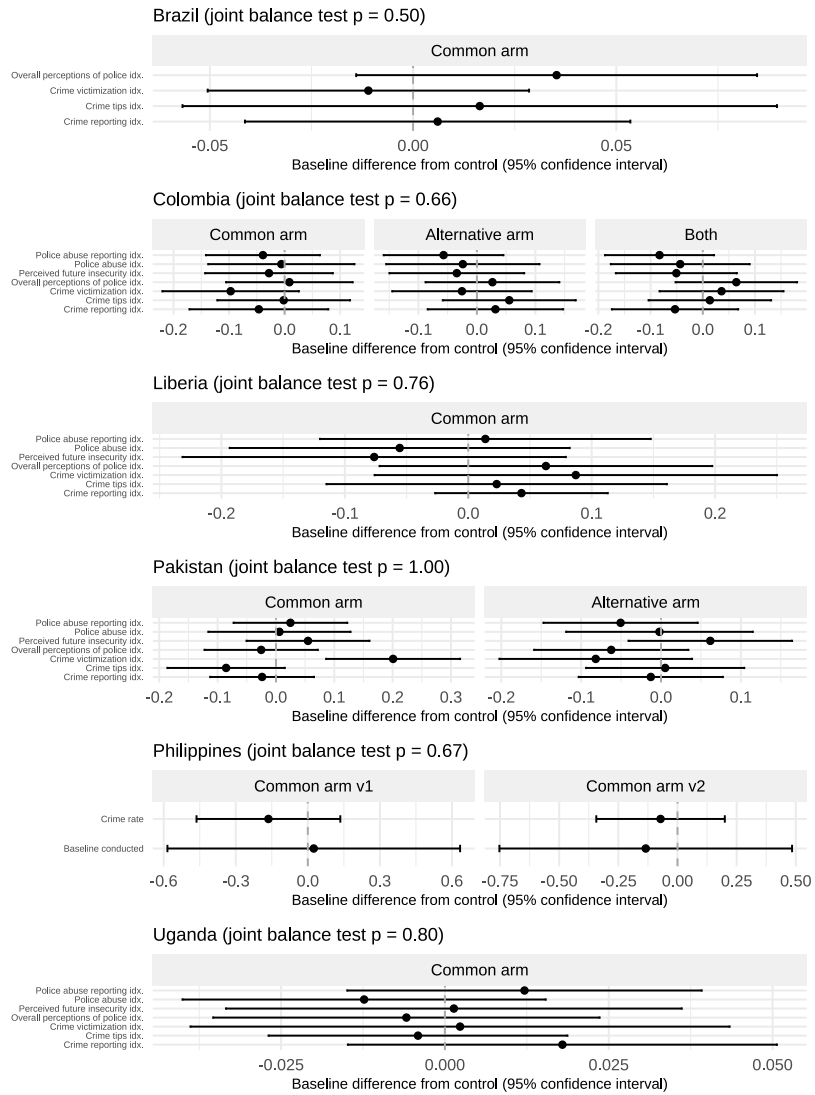 Brazil (joint balance test p = 0.50)
Common arm
Overall perceptions of police idx.
Crime victimization idx.
Crime tips idx.
Crime reporting idx.
-0.05 0.00 0.05
Baseline difference from control (95% confidence interval)
Colombia (joint balance test p = 0.66)
Common arm Alternative arm Both
Police abuse reporting idx.
Police abuse idx.
Perceived future insecurity idx.
Overall perceptions of police idx.
Crime victimization idx.
Crime tips idx.
Crime reporting idx.
-0.2 -0.1 0.0 0.1 -0.1 0.0 0.1 -0.2 -0.1 0.0 0.1
Baseline difference from control (95% confidence interval)
Liberia (joint balance test p = 0.76)
Common arm
Police abuse reporting idx.
Police abuse idx.
Perceived future insecurity idx.
Overall perceptions of police idx.
Crime victimization idx.
Crime tips idx.
Crime reporting idx.
-0.2 -0.1 0.0 0.1 0.2
Baseline difference from control (95% confidence interval)
Pakistan (joint balance test p = 1.00)
Common arm Alternative arm
Police abuse reporting idx.
Police abuse idx.
Perceived future insecurity idx.
Overall perceptions of police idx.
Crime victimization idx.
Crime tips idx.
Crime reporting idx.
-0.2 -0.1 0.0 0.1 0.2 0.3 -0.2 -0.1 0.0 0.1
Baseline difference from control (95% confidence interval)
Philippines (joint balance test p = 0.67)
Common arm v1 Common arm v2
Crime rate
Baseline conducted
-0.6 -0.3 0.0 0.3 0.6 -0.75 -0.50 -0.25 0.00 0.25 0.50
Baseline difference from control (95% confidence interval)
Uganda (joint balance test p = 0.80)
Common arm
Police abuse reporting idx.
Police abuse idx.
Perceived future insecurity idx.
Overall perceptions of police idx.
Crime victimization idx.
Crime tips idx.
Crime reporting idx.
-0.025 0.000 0.025 0.050
Baseline difference from control (95% confidence interval)